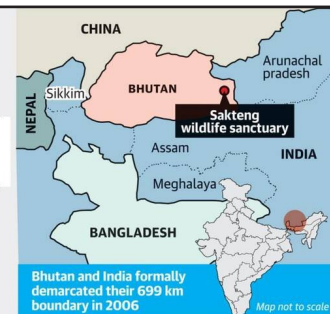 CHINA
Arunachal
pradesh
NEPAL
Sikkim
BHUTAN
Sakteng
wildlife sanctuary
Assam
INDIA
Meghalaya
BANGLADESH
Bhutan and India formally
demarcated their 699 km
boundary in 2006
Map not to scale